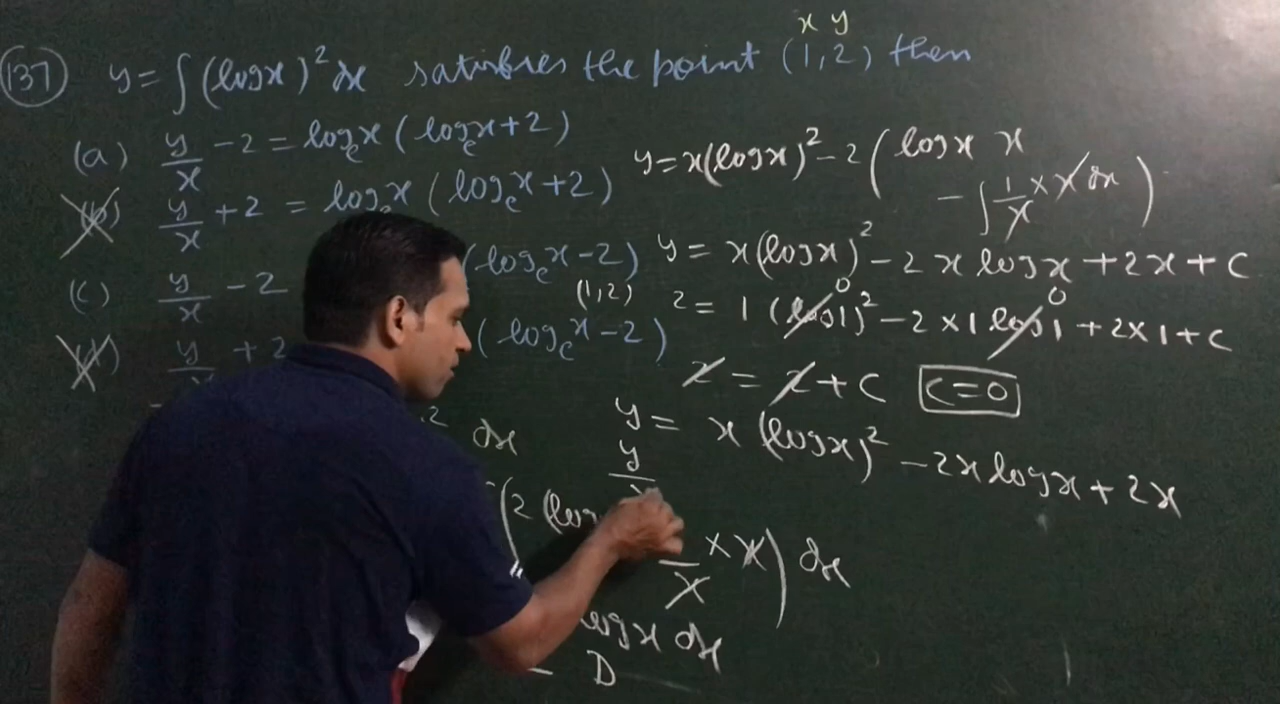 x y
(137) y = ∫ (logx)² dx satisfies the point (1,2) then
(a) y/x - 2 = logₑx (logₑx + 2)
(b) y/x + 2 = logₑx (logₑx + 2)
(c) y/x - 2 (logₑx - 2)
y/x + 2 (logₑx - 2)
y = x(logx)² - 2 ( logx x
- ∫ 1/x × x dx )
y = x(logx)² - 2x logx + 2x + C
(1,2) 2 = 1 (log1)² - 2×1 log1 + 2×1 + C
0 0
2 = 2 + C C = 0
y = x (logx)² - 2x logx + 2x
y
2 dx
(2 (log
x × x) dx
logx dx
D